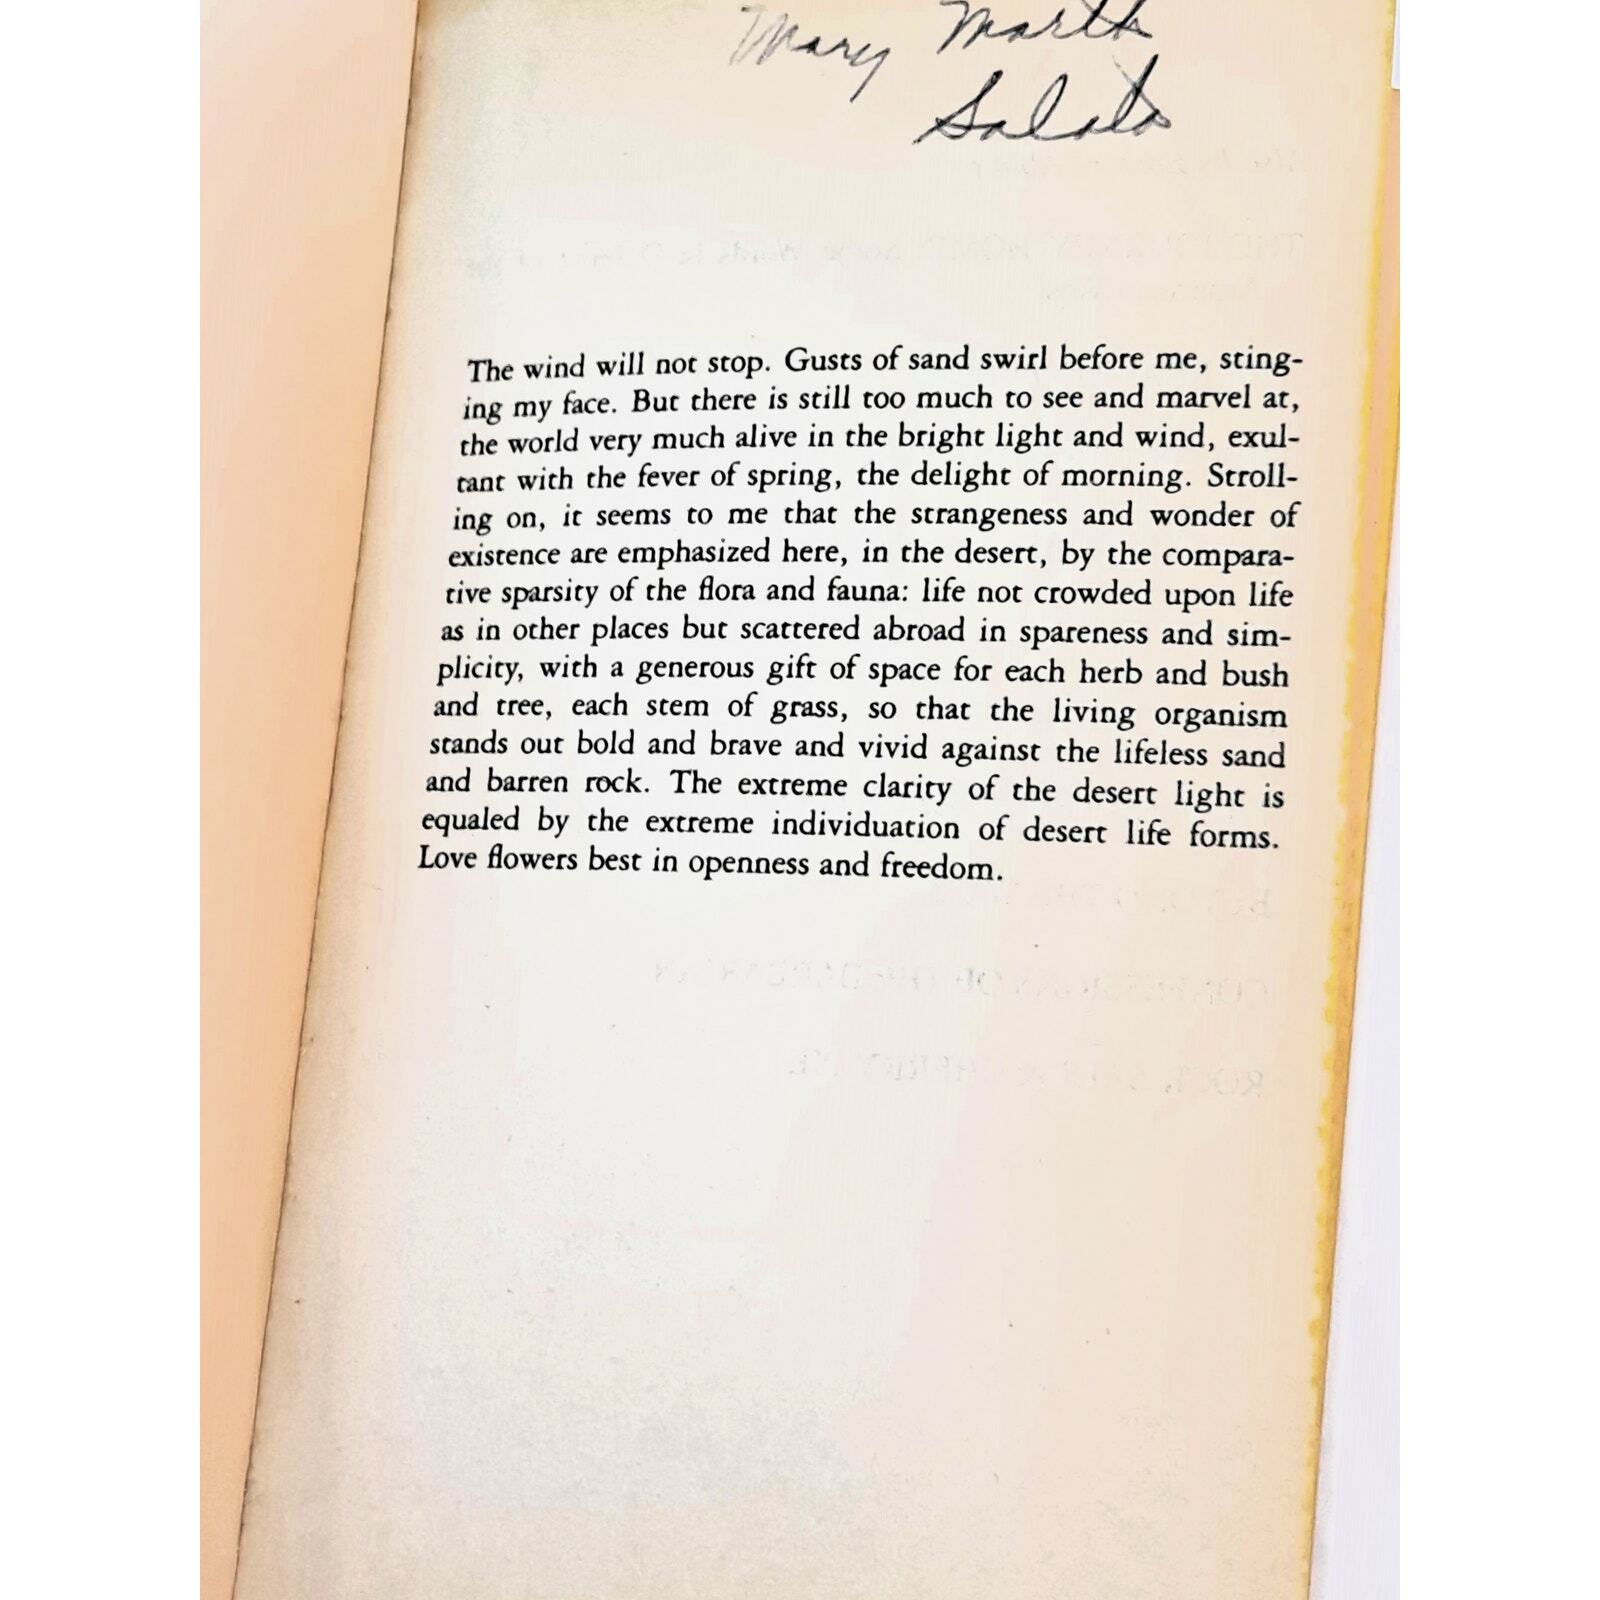 Mary Marth
Salata
The wind will not stop. Gusts of sand swirl before me, sting-
ing my face. But there is still too much to see and marvel at,
the world very much alive in the bright light and wind, exul-
tant with the fever of spring, the delight of morning. Stroll-
ing on, it seems to me that the strangeness and wonder of
existence are emphasized here, in the desert, by the compara-
tive sparsity of the flora and fauna: life not crowded upon life
as in other places but scattered abroad in spareness and sim-
plicity, with a generous gift of space for each herb and bush
and tree, each stem of grass, so that the living organism
stands out bold and brave and vivid against the lifeless sand
and barren rock. The extreme clarity of the desert light is
equaled by the extreme individuation of desert life forms.
Love flowers best in openness and freedom.